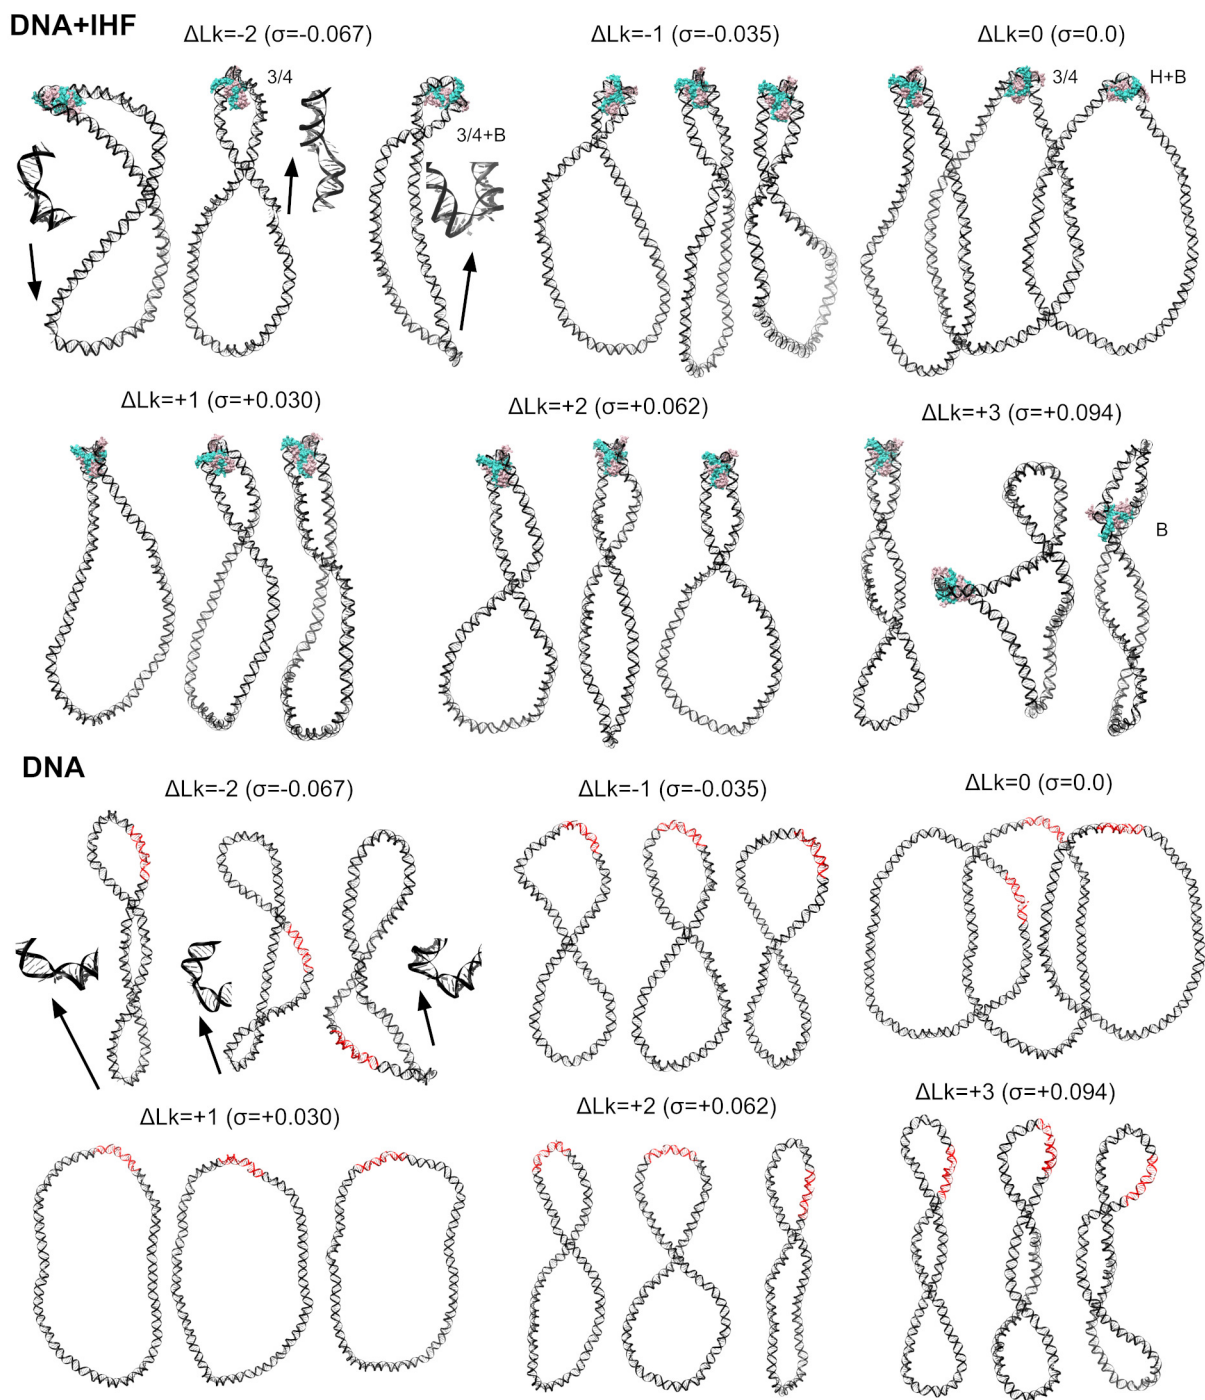 DNA+IHF
ΔLk=-2 (σ=-0.067)
ΔLk=-1 (σ=-0.035)
ΔLk=0 (σ=0.0)
3/4
3/4+B
3/4
H+B
ΔLk=+1 (σ=+0.030)
ΔLk=+2 (σ=+0.062)
ΔLk=+3 (σ=+0.094)
B
DNA
ΔLk=-2 (σ=-0.067)
ΔLk=-1 (σ=-0.035)
ΔLk=0 (σ=0.0)
ΔLk=+1 (σ=+0.030)
ΔLk=+2 (σ=+0.062)
ΔLk=+3 (σ=+0.094)